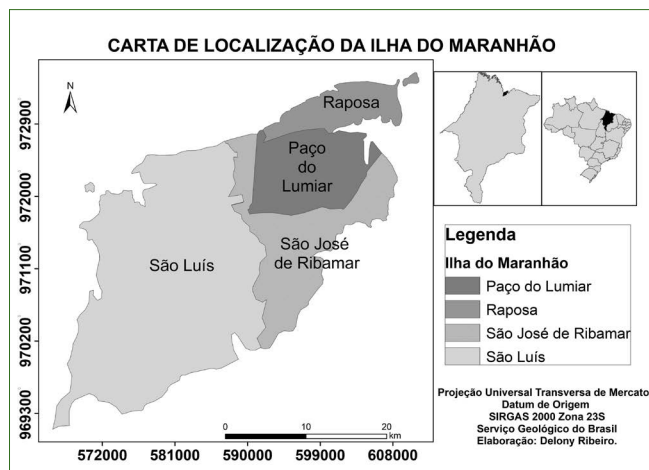 CARTA DE LOCALIZAÇÃO DA ILHA DO MARANHÃO
N
Raposa
Paço
do
Lumiar
São José
de Ribamar
São Luís
972900
972000
971100
970200
969300
572000
581000
590000
599000
608000
0
10
20
km
Legenda
Ilha do Maranhão
Paço do Lumiar
Raposa
São José de Ribamar
São Luís
Projeção Universal Transversa de Mercato
Datum de Origem
SIRGAS 2000 Zona 23S
Serviço Geológico do Brasil
Elaboração: Delony Ribeiro.